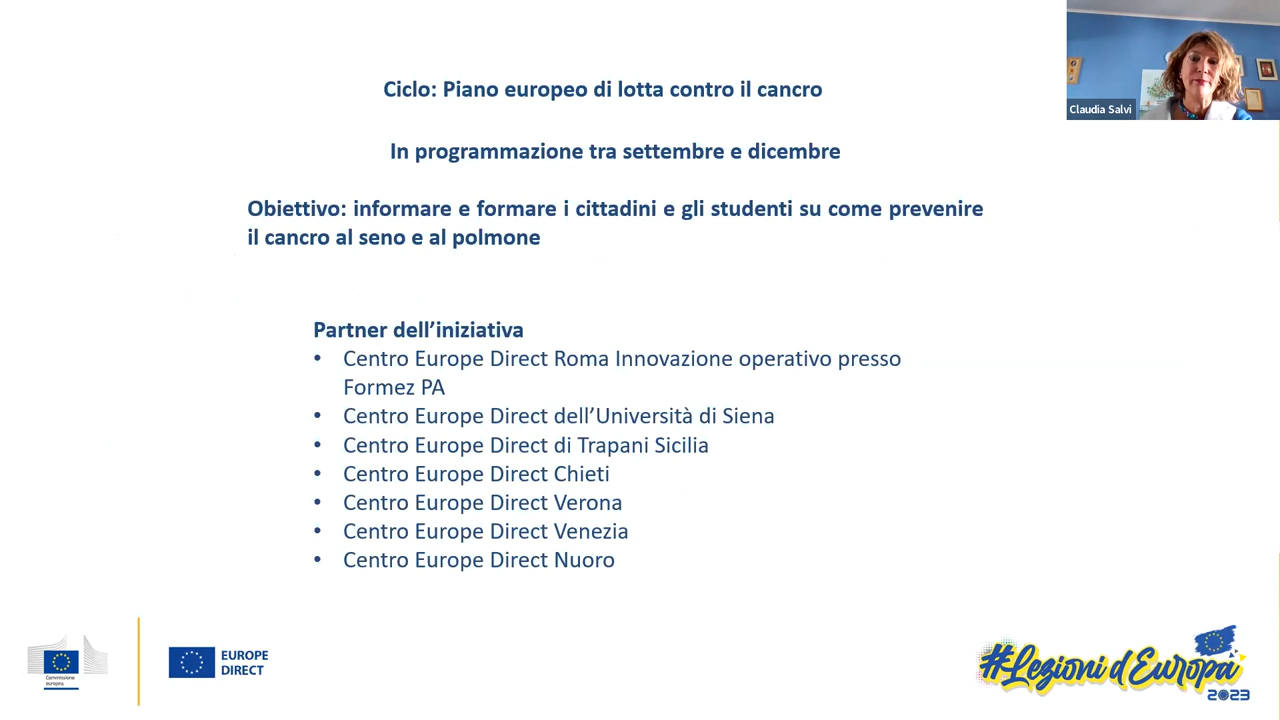 Ciclo: Piano europeo di lotta contro il cancro
Claudia Salvi
In programmazione tra settembre e dicembre
Obiettivo: informare e formare i cittadini e gli studenti su come prevenire
il cancro al seno e al polmone
Partner dell’iniziativa
• Centro Europe Direct Roma Innovazione operativo presso
Formez PA
• Centro Europe Direct dell’Università di Siena
• Centro Europe Direct di Trapani Sicilia
• Centro Europe Direct Chieti
• Centro Europe Direct Verona
• Centro Europe Direct Venezia
• Centro Europe Direct Nuoro
Commissione
europea
EUROPE
DIRECT
#Lezioni d'Europa
2023